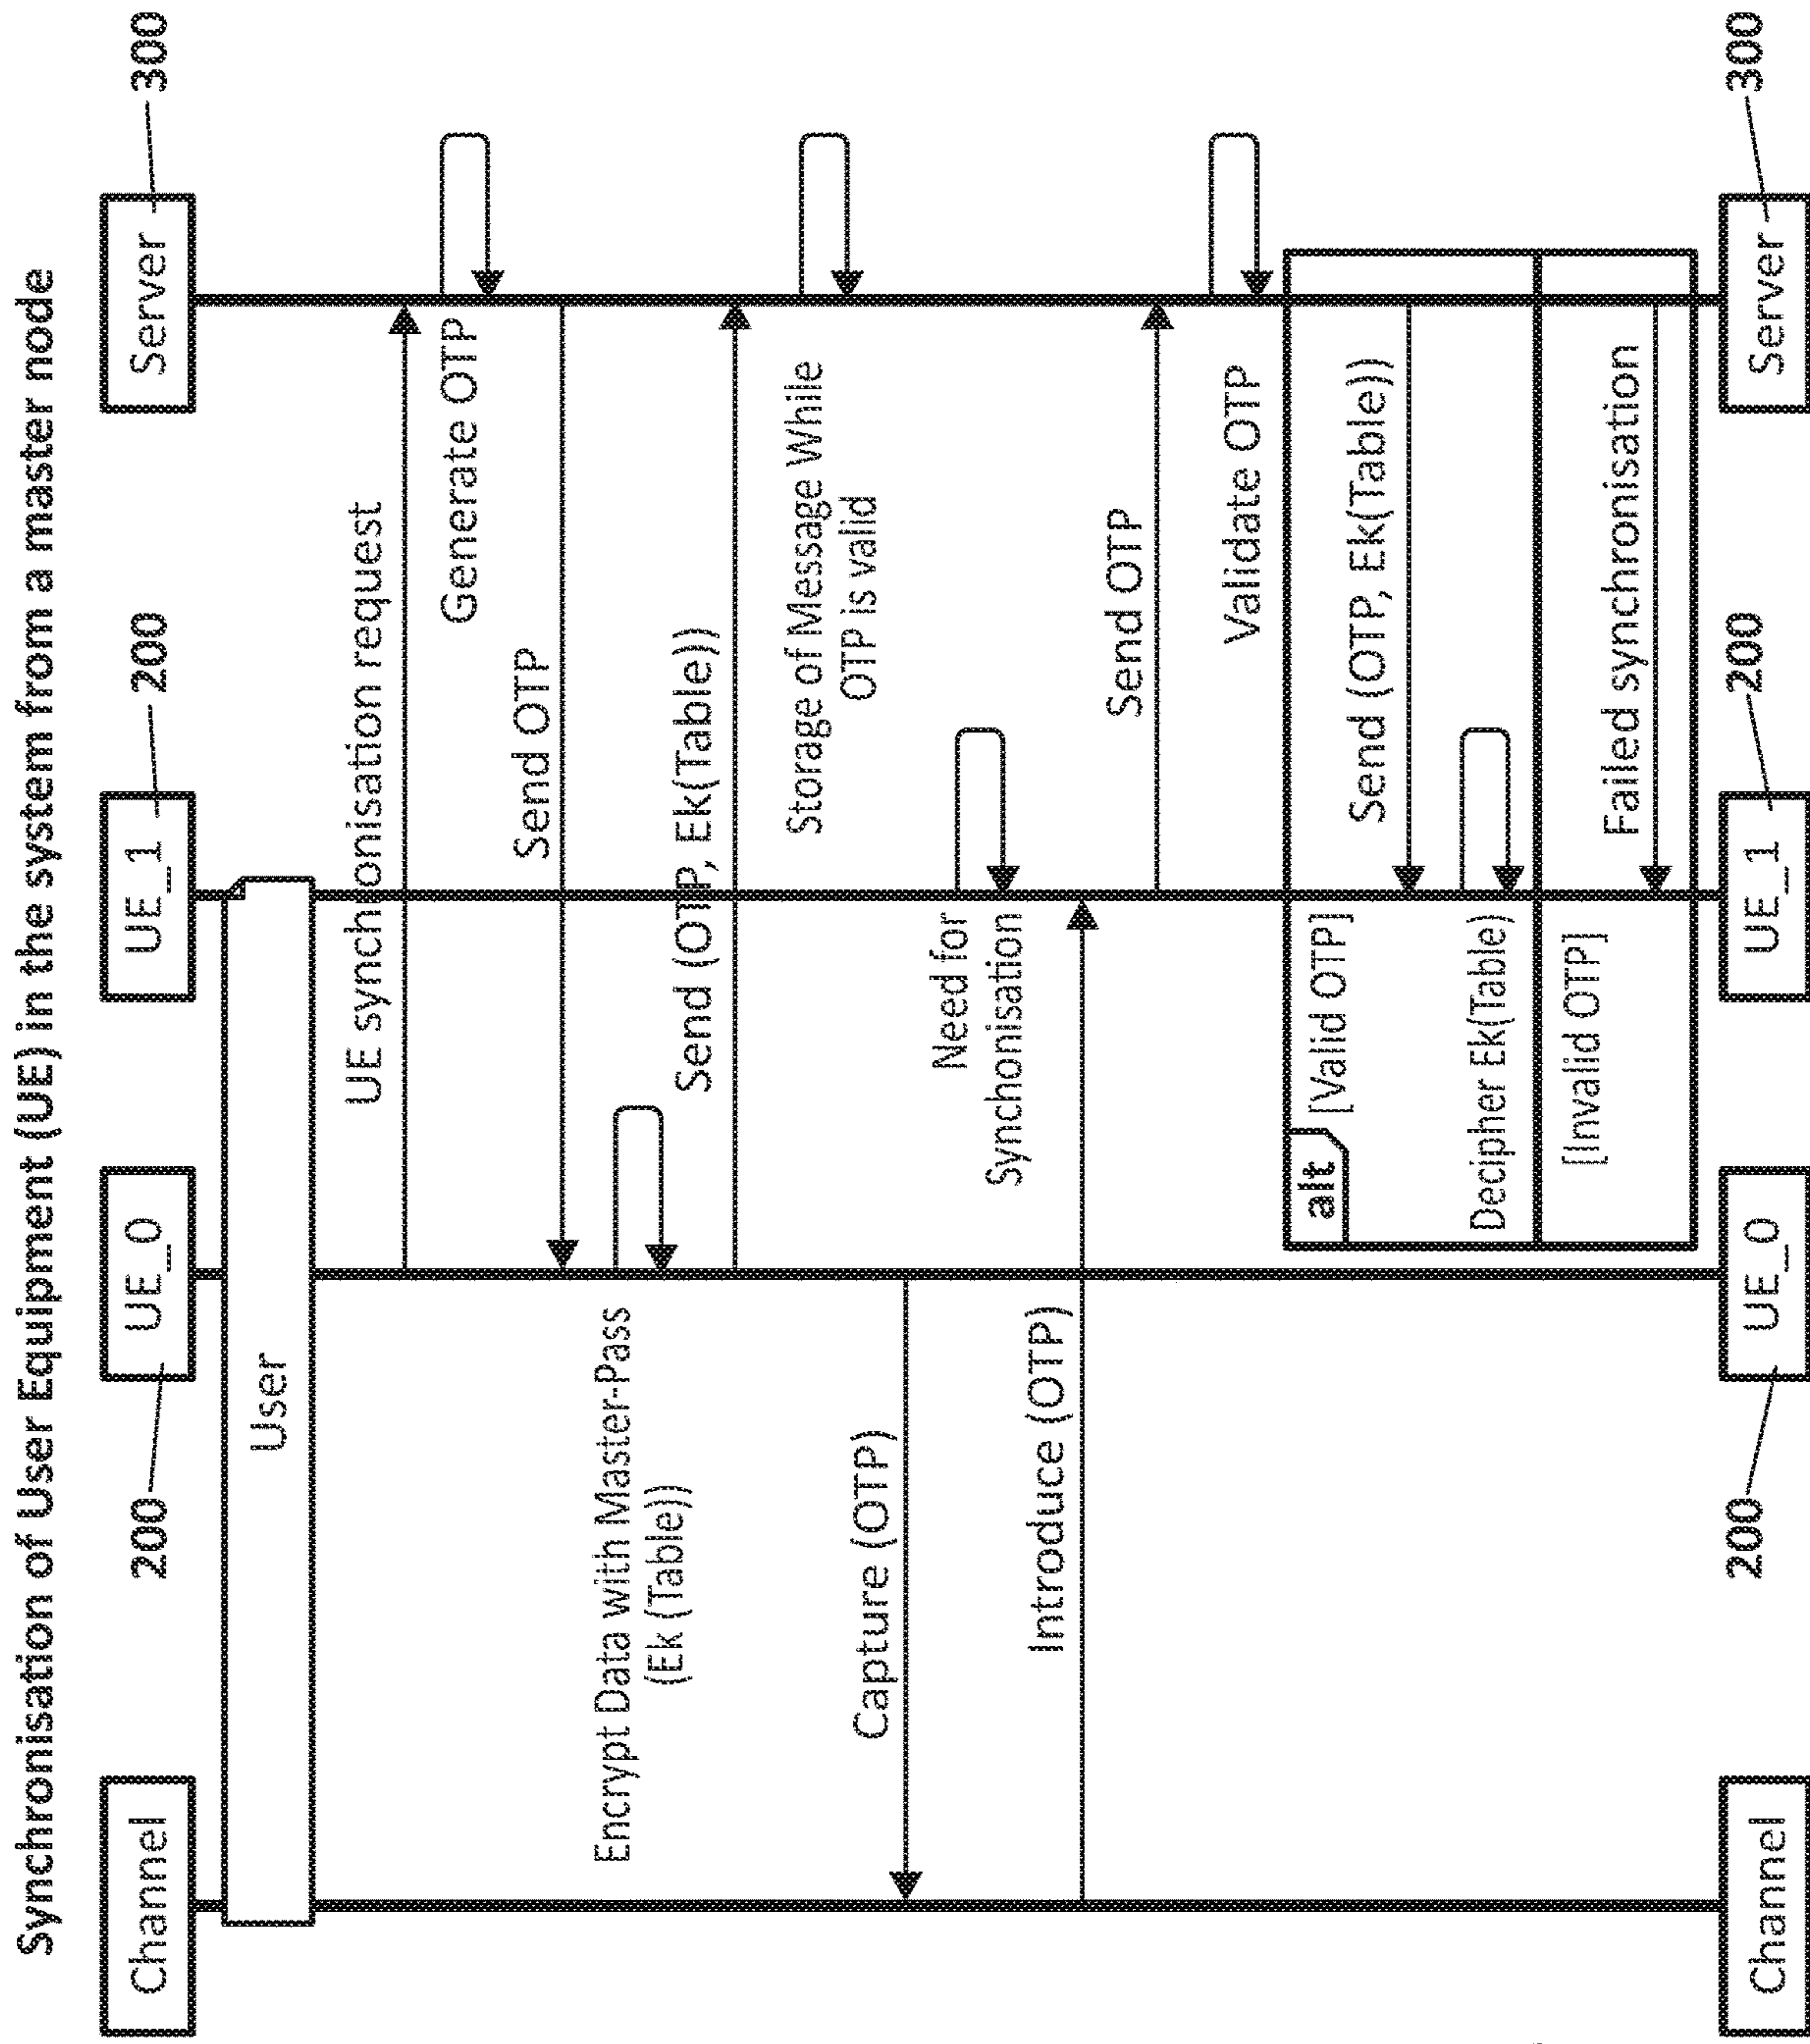 Synchronisation of User Equipment (UE) in the system from a master node
200
200
300
Channel
UE_0
UE_1
Server
User
UE synchronisation request
Generate OTP
Send OTP
Encrypt Data with Master-Pass
(Ek (Table))
Send (OTP, Ek(Table))
Storage of Message While
OTP is valid
Capture (OTP)
Need for
Synchonisation
Introduce (OTP)
Send OTP
Validate OTP
alt
[Valid OTP]
Send (OTP, Ek(Table))
Decipher Ek(Table)
[Invalid OTP]
Failed synchronisation
Channel
UE_0
UE_1
Server
200
200
300